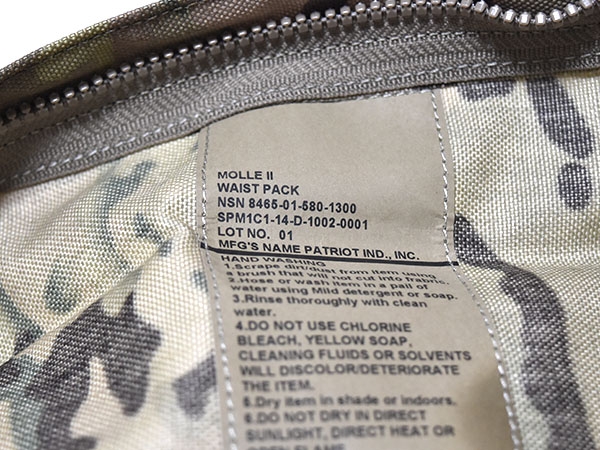 MOLLE II
WAIST PACK
NSN 8465-01-580-1300
SPM1C1-14-D-1002-0001
LOT NO. 01
MFG'S NAME PATRIOT IND., INC.
HAND WASHING
1.Scrape dirt/dust from item using
a brush that will not cut into fabric.
2.Hose or wash item in a pail of
water using Mild detergent or soap.
3.Rinse thoroughly with clean
water.
4.DO NOT USE CHLORINE
BLEACH, YELLOW SOAP,
CLEANING FLUIDS OR SOLVENTS
WILL DISCOLOR/DETERIORATE
THE ITEM.
5.Dry item in shade or indoors.
6.DO NOT DRY IN DIRECT
SUNLIGHT, DIRECT HEAT OR
OPEN FLAME.